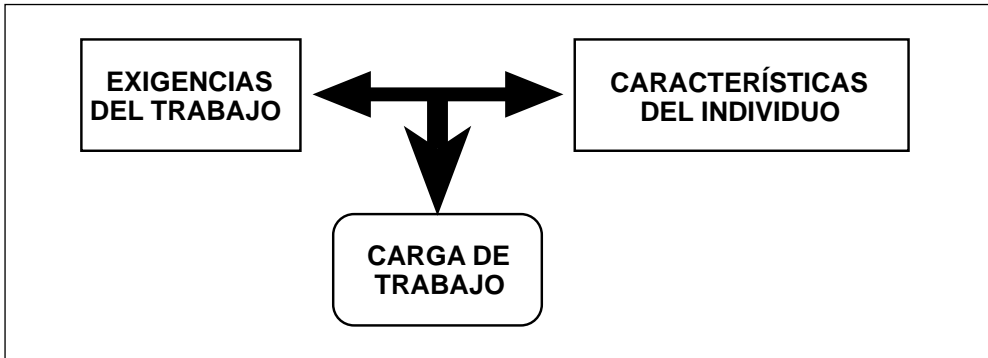 EXIGENCIAS
DEL TRABAJO
CARACTERÍSTICAS
DEL INDIVIDUO
CARGA DE
TRABAJO